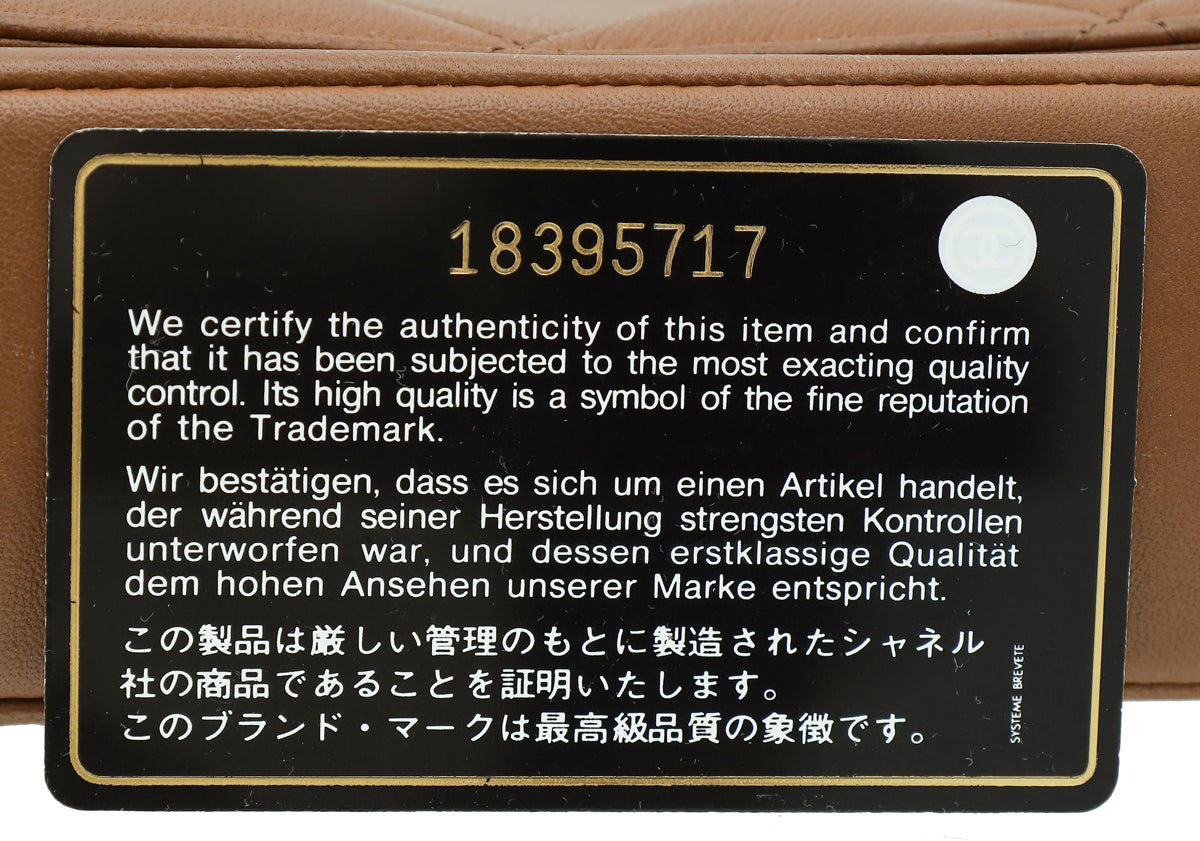 18395717
We certify the authenticity of this item and confirm
that it has been subjected to the most exacting quality
control. Its high quality is a symbol of the fine reputation
of the Trademark.
Wir bestätigen, dass es sich um einen Artikel handelt,
der während seiner Herstellung strengsten Kontrollen
unterworfen war, und dessen erstklassige Qualität
dem hohen Ansehen unserer Marke entspricht.
この製品は厳しい管理のもとに製造されたシャネル
社の商品であることを証明いたします。
このブランド・マークは最高級品質の象徴です。
SYSTEME BREVETE